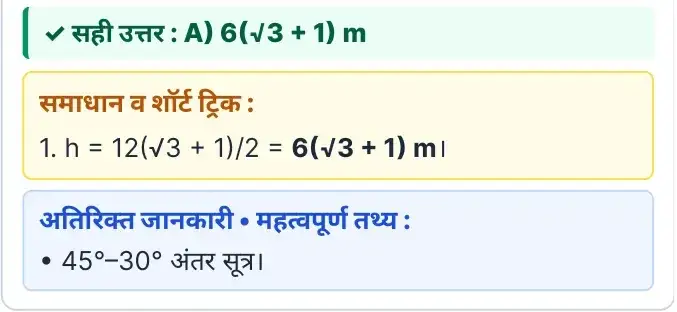 ✓ सही उत्तर : A) 6(√3 + 1) m
समाधान व शॉर्ट ट्रिक :
1. h = 12(√3 + 1)/2 = 6(√3 + 1) m।
अतिरिक्त जानकारी • महत्वपूर्ण तथ्य :
• 45°–30° अंतर सूत्र।